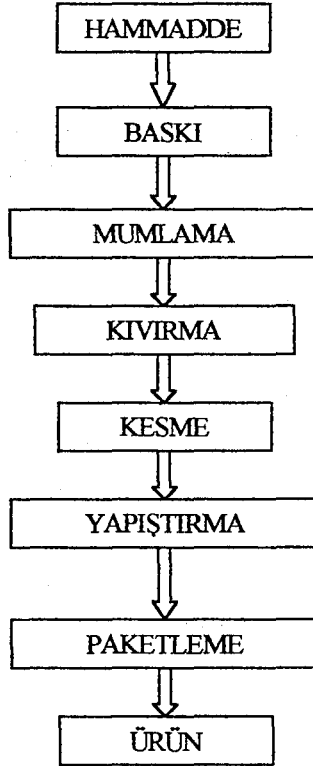 HAMMADDE
BASKI
MUMLAMA
KIVIRMA
KESME
YAPIŞTIRMA
PAKETLEME
ÜRÜN